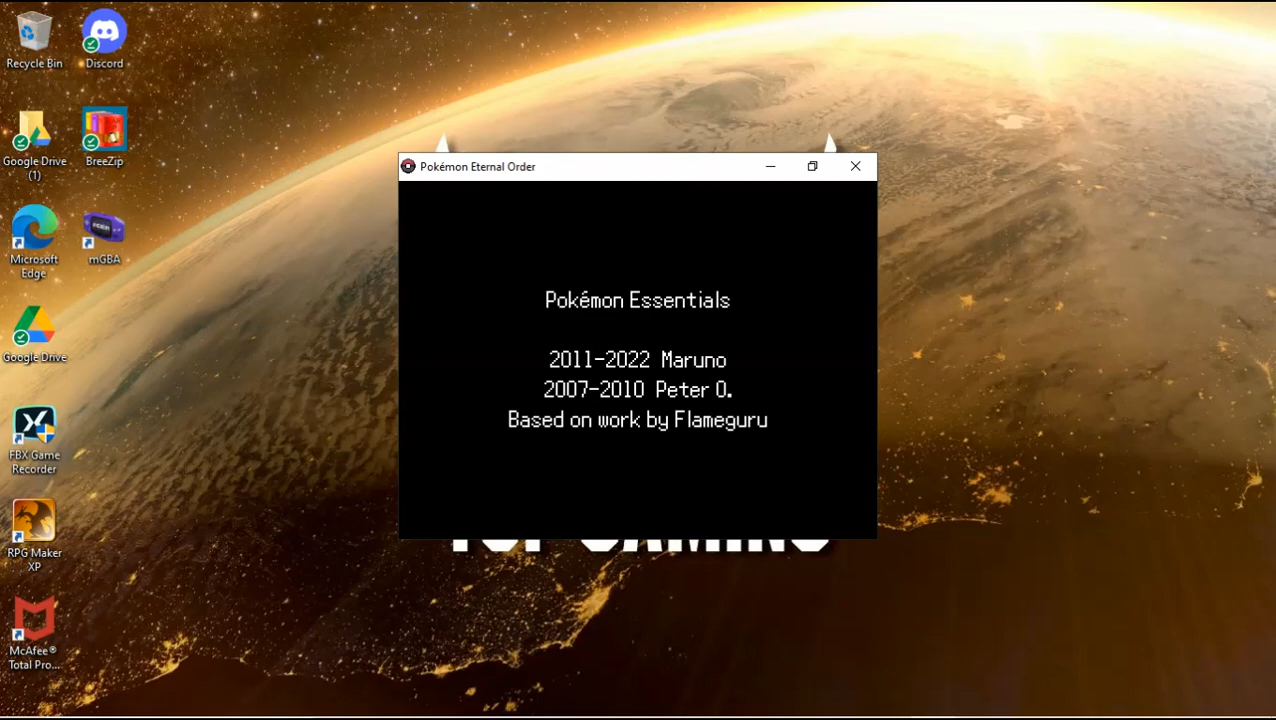 Recycle Bin
Discord
Google Drive
(1)
BreeZip
Microsoft
Edge
mGBA
Google Drive
FBX Game
Recorder
RPG Maker
XP
McAfee®
Total Pro...
Pokémon Eternal Order
Pokémon Essentials
2011-2022 Maruno
2007-2010 Peter O.
Based on work by Flameguru